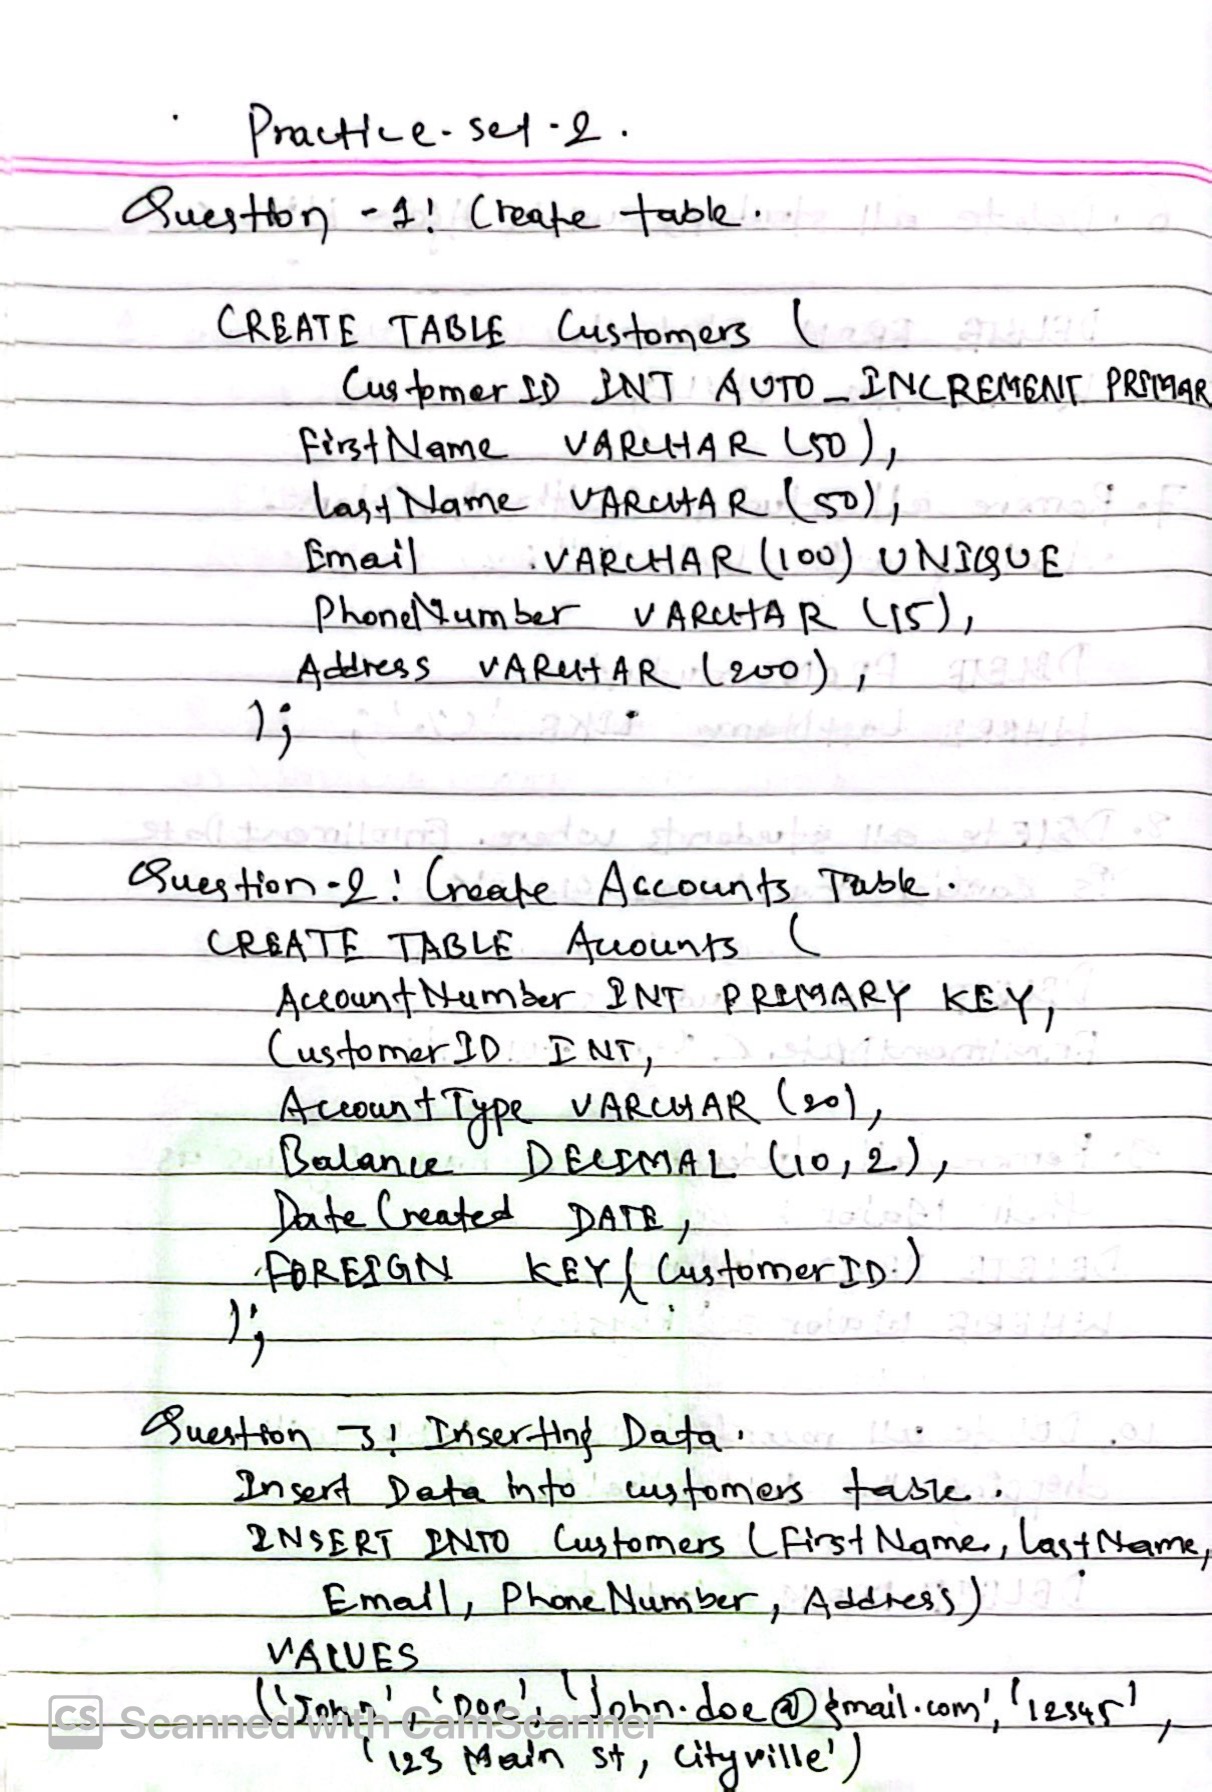 Practice-set-2.
Question -1! Create table.
CREATE TABLE Customers (
CustomerID INT AUTO_INCREMENT PRIMAR
FirstName VARCHAR (50),
LastName VARCHAR (50),
Email VARCHAR (100) UNIQUE
PhoneNumber VARCHAR (15),
Address VARCHAR (200),
);
Question-2! Create Accounts Table.
CREATE TABLE Accounts (
AccountNumber INT PRIMARY KEY,
CustomerID INT,
AccountType VARCHAR (20),
Balance DECIMAL (10, 2),
DateCreated DATE,
FOREIGN KEY (CustomerID)
);
Question 3! Inserting Data.
Insert Data into customers table.
INSERT INTO Customers (FirstName, LastName,
Email, PhoneNumber, Address)
VALUES
('John', 'Doe', 'John.doe@gmail.com', '12345',
'123 Main St, Cityville')
CS Scanned with CamScanner